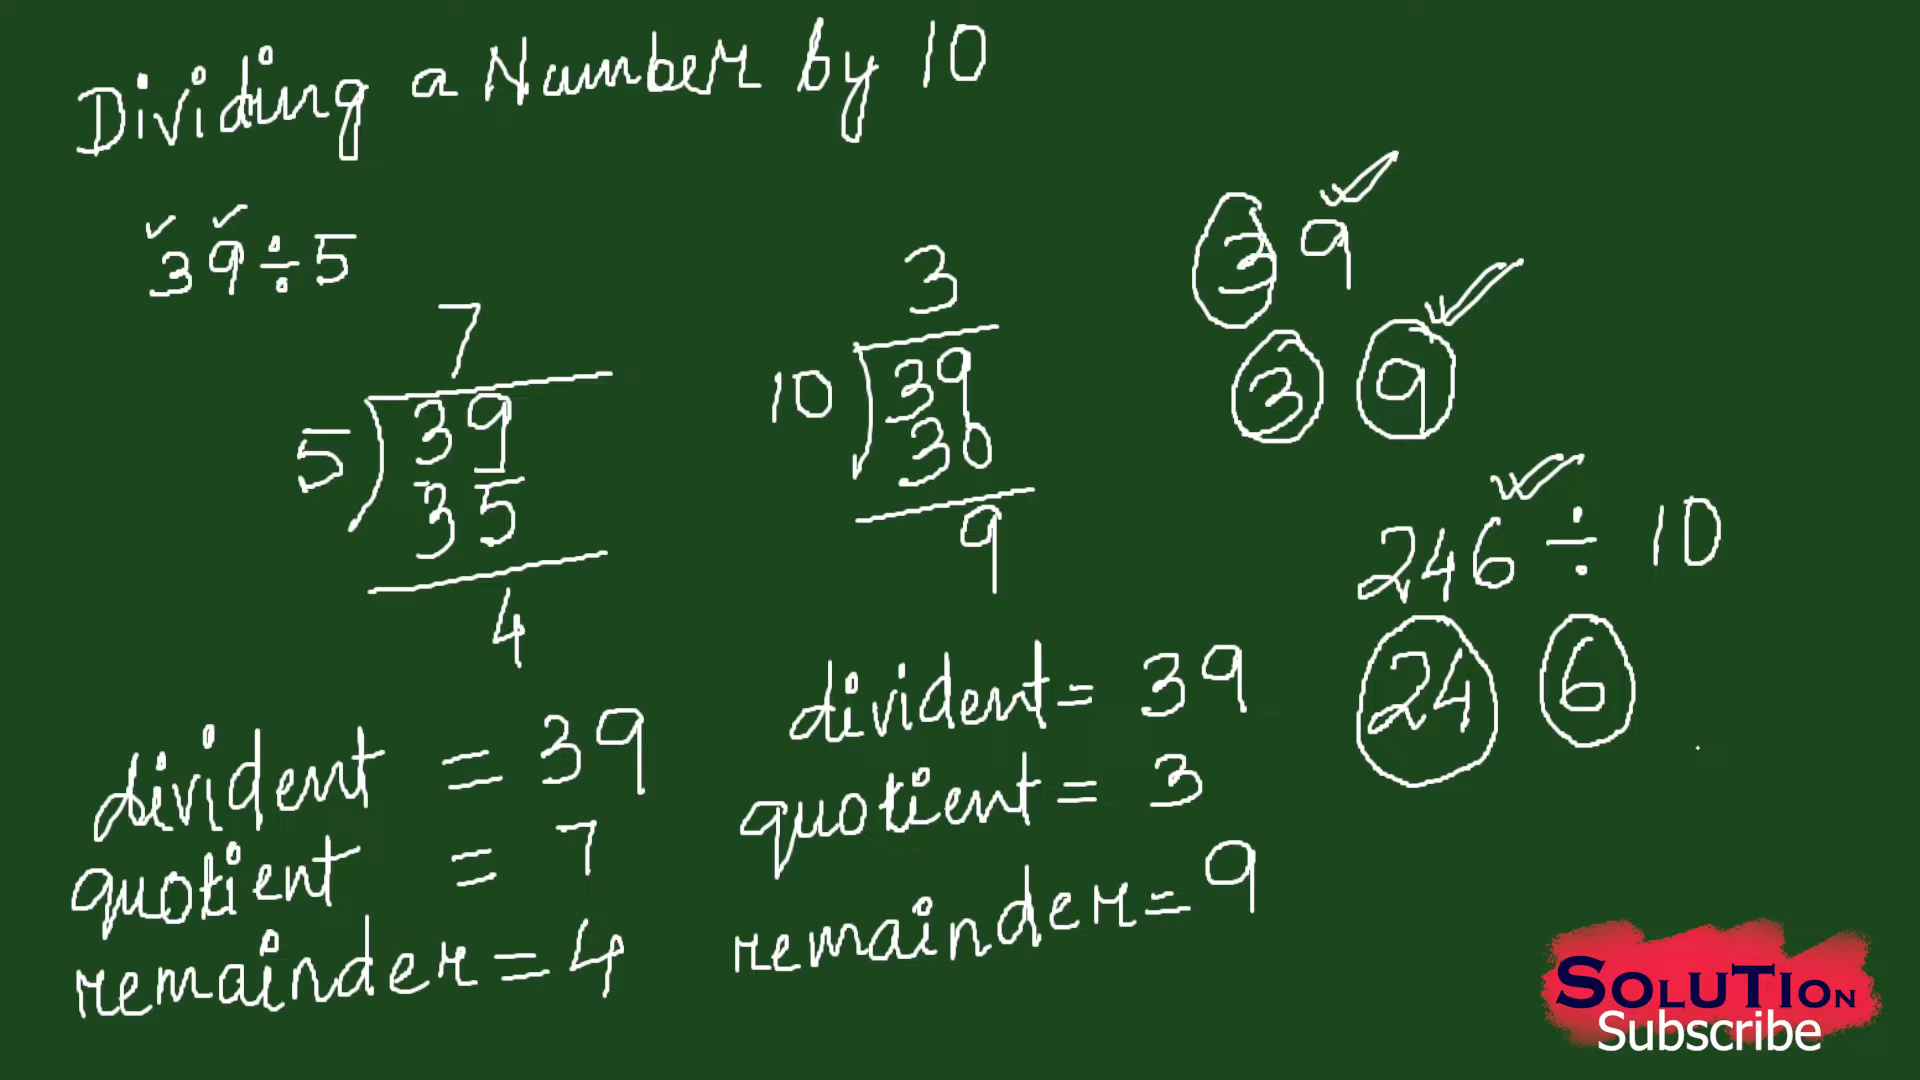 Dividing a Number by 10
39÷5
7
5)39
35
4
divident = 39
quotient = 7
remainder = 4
3
10)39
30
9
divident = 39
quotient = 3
remainder = 9
39
3 9
246 ÷ 10
24 6
SOLUTION
Subscribe